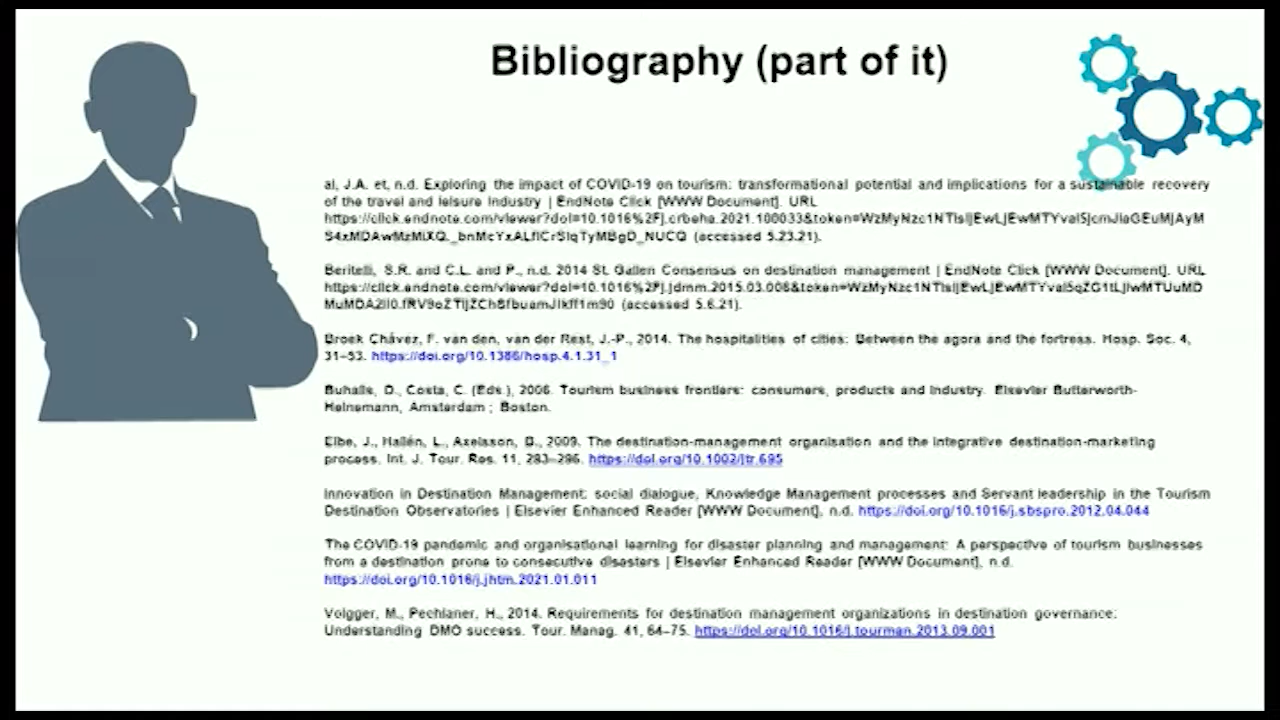 Bibliography (part of it)
al, J.A. et, n.d. Exploring the impact of COVID-19 on tourism: transformational potential and implications for a sustainable recovery
of the travel and leisure industry | EndNote Click [WWW Document]. URL
(accessed 5.23.21).
Beritelli, S.R. and C.L. and P., n.d. 2014 St. Gallen Consensus on destination management | EndNote Click [WWW Document]. URL
(accessed 5.6.21).
Broek Chávez, F. van den, van der Rest, J.-P., 2014. The hospitalities of cities: Between the agora and the fortress. Hosp. Soc. 4,
31–53. https://doi.org/10.1386/hosp.4.1.31_1
Buhalis, D., Costa, C. (Eds.), 2006. Tourism business frontiers: consumers, products and industry. Elsevier Butterworth-
Heinemann, Amsterdam ; Boston.
Elbe, J., Hallén, L., Axelsson, B., 2009. The destination-management organisation and the integrative destination-marketing
process. Int. J. Tour. Res. 11, 283–296. https://doi.org/10.1002/jtr.695
Innovation in Destination Management: social dialogue, Knowledge Management processes and Servant leadership in the Tourism
Destination Observatories | Elsevier Enhanced Reader [WWW Document], n.d. https://doi.org/10.1016/j.sbspro.2012.04.044
The COVID-19 pandemic and organisational learning for disaster planning and management: A perspective of tourism businesses
from a destination prone to consecutive disasters | Elsevier Enhanced Reader [WWW Document], n.d.
https://doi.org/10.1016/j.jhtm.2021.01.011
Volgger, M., Pechlaner, H., 2014. Requirements for destination management organizations in destination governance:
Understanding DMO success. Tour. Manag. 41, 64–75. https://doi.org/10.1016/j.tourman.2013.09.001